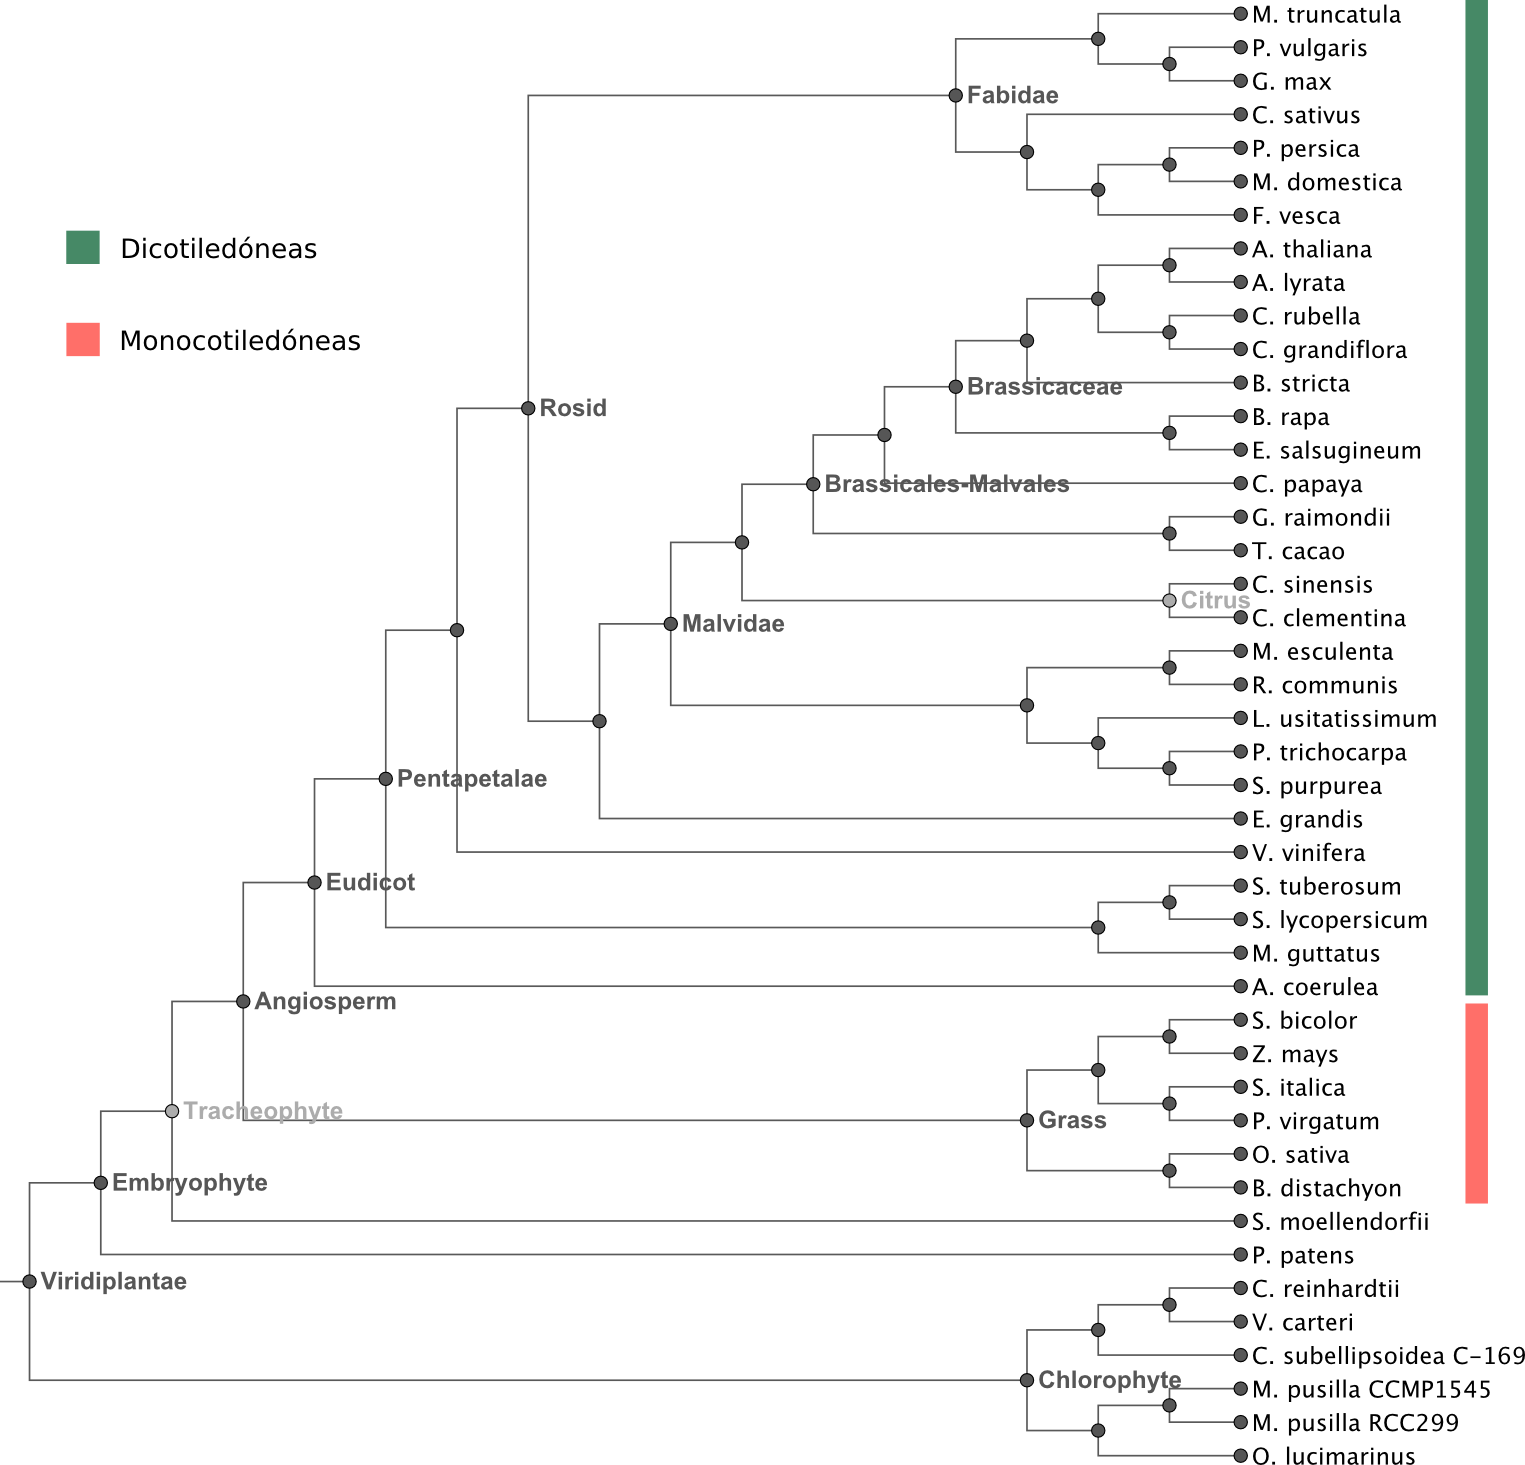 M. truncatula
P. vulgaris
G. max
Fabidae
C. sativus
P. persica
M. domestica
F. vesca
A. thaliana
Dicotiledóneas
A. lyrata
C. rubella
Monocotiledóneas
C. grandiflora
B. stricta
Brassicaceae
Rosid
B. rapa
E. salsugineum
Brassicales-Malvales
C. papaya
G. raimondii
T. cacao
C. sinensis
Citrus
C. clementina
Malvidae
M. esculenta
R. communis
L. usitatissimum
P. trichocarpa
Pentapetalae
S. purpurea
E. grandis
V. vinifera
Eudicot
S. tuberosum
S. lycopersicum
M. guttatus
A. coerulea
Angiosperm
S. bicolor
Z. mays
S. italica
Tracheophyte
Grass
P. virgatum
O. sativa
Embryophyte
B. distachyon
S. moellendorfii
P. patens
Viridiplantae
C. reinhardtii
V. carteri
C. subellipsoidea C-169
Chlorophyte
M. pusilla CCMP1545
M. pusilla RCC299
O. lucimarinus